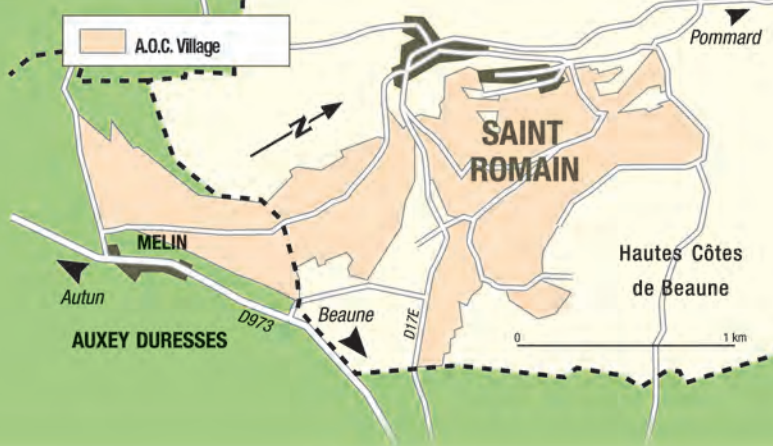 A.O.C. Village
Pommard
N
SAINT
ROMAIN
MELIN
Hautes Côtes
de Beaune
Autun
Beaune
D973
D17E
AUXEY DURESSES
0
1 km